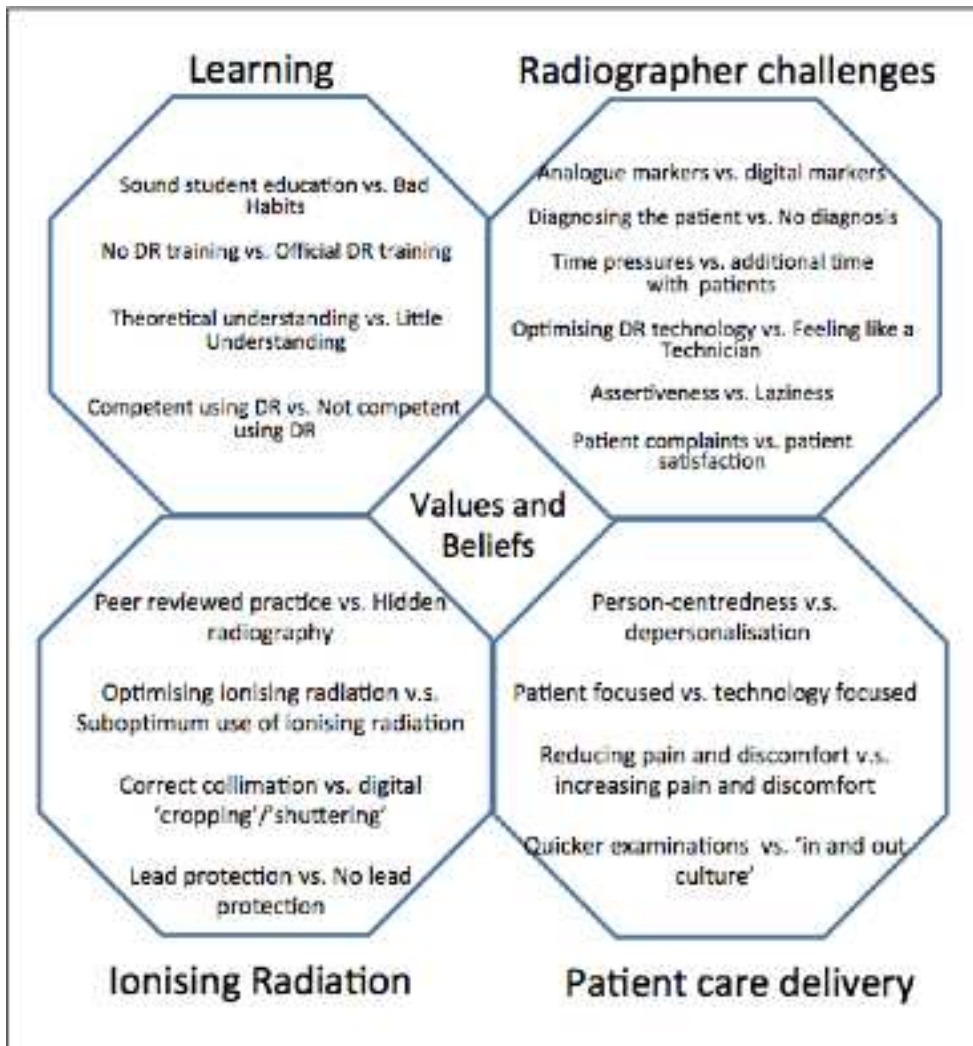 Learning
Sound student education vs. Bad
Habits
No DR training vs. Official DR training
Theoretical understanding vs. Little
Understanding
Competent using DR vs. Not competent
using DR
Radiographer challenges
Analogue markers vs. digital markers
Diagnosing the patient vs. No diagnosis
Time pressures vs. additional time
with patients
Optimising DR technology vs. Feeling like a
Technician
Assertiveness vs. Laziness
Patient complaints vs. patient
satisfaction
Values and
Beliefs
Peer reviewed practice vs. Hidden
radiography
Optimising ionising radiation v.s.
Suboptimum use of ionising radiation
Correct collimation vs. digital
‘cropping’/‘shuttering’
Lead protection vs. No lead
protection
Ionising Radiation
Person-centredness v.s.
depersonalisation
Patient focused vs. technology focused
Reducing pain and discomfort v.s.
increasing pain and discomfort
Quicker examinations vs. ‘in and out
culture’
Patient care delivery